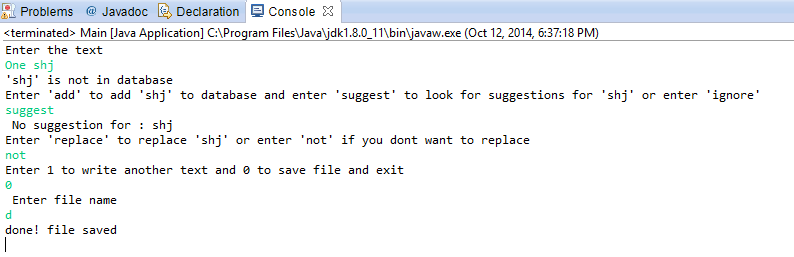 Problems @ Javadoc Declaration Console
<terminated> Main [Java Application] C:\Program Files\Java\jdk1.8.0_11\bin\javaw.exe (Oct 12, 2014, 6:37:18 PM)
Enter the text
One shj
'shj' is not in database
Enter 'add' to add 'shj' to database and enter 'suggest' to look for suggestions for 'shj' or enter 'ignore'
suggest
No suggestion for : shj
Enter 'replace' to replace 'shj' or enter 'not' if you dont want to replace
not
Enter 1 to write another text and 0 to save file and exit
0
Enter file name
d
done! file saved